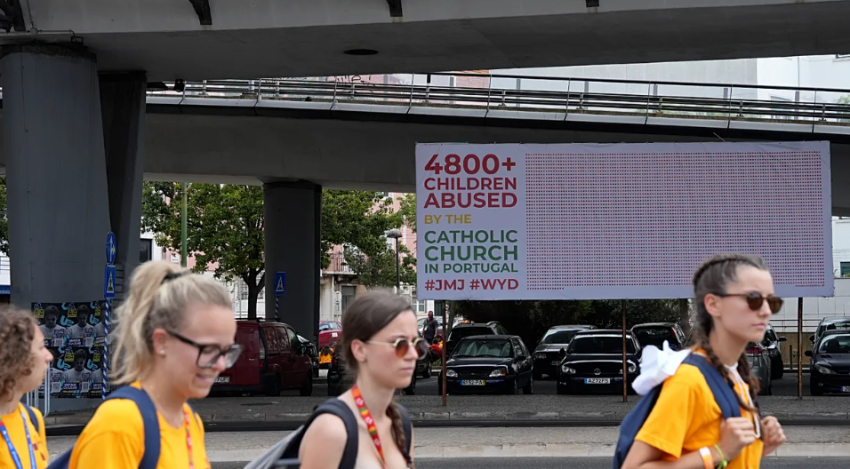 4800+
CHILDREN
ABUSED
BY THE
CATHOLIC
CHURCH
IN PORTUGAL
#JMJ #WYD